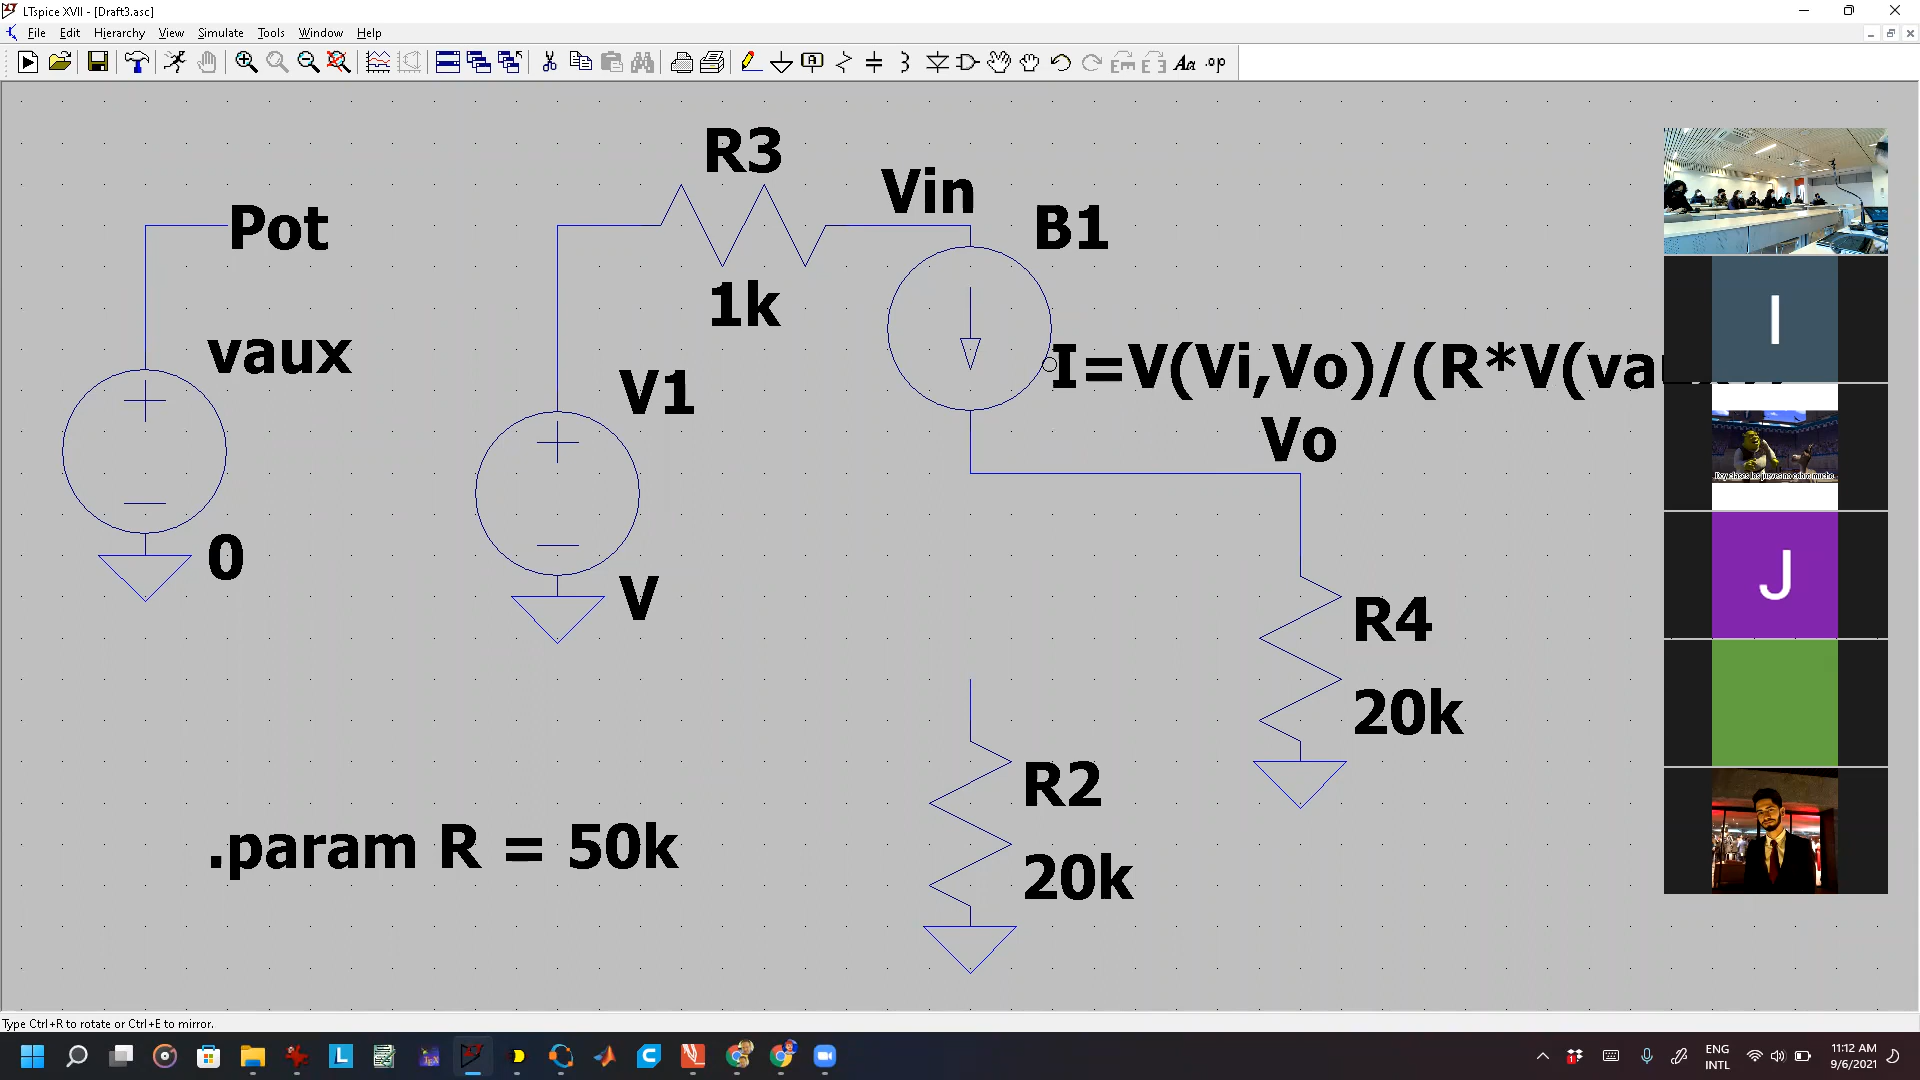 LTspice XVII - [Draft3.asc]
File Edit Hierarchy View Simulate Tools Window Help
R3
Vin
Pot
B1
1k
vaux
I=V(Vi,Vo)/(R*V(vaux))
V1
Vo
0
V
R4
20k
R2
.param R = 50k
20k
I
J
Type Ctrl+R to rotate or Ctrl+E to mirror.
ENG
INTL
11:12 AM
9/6/2021